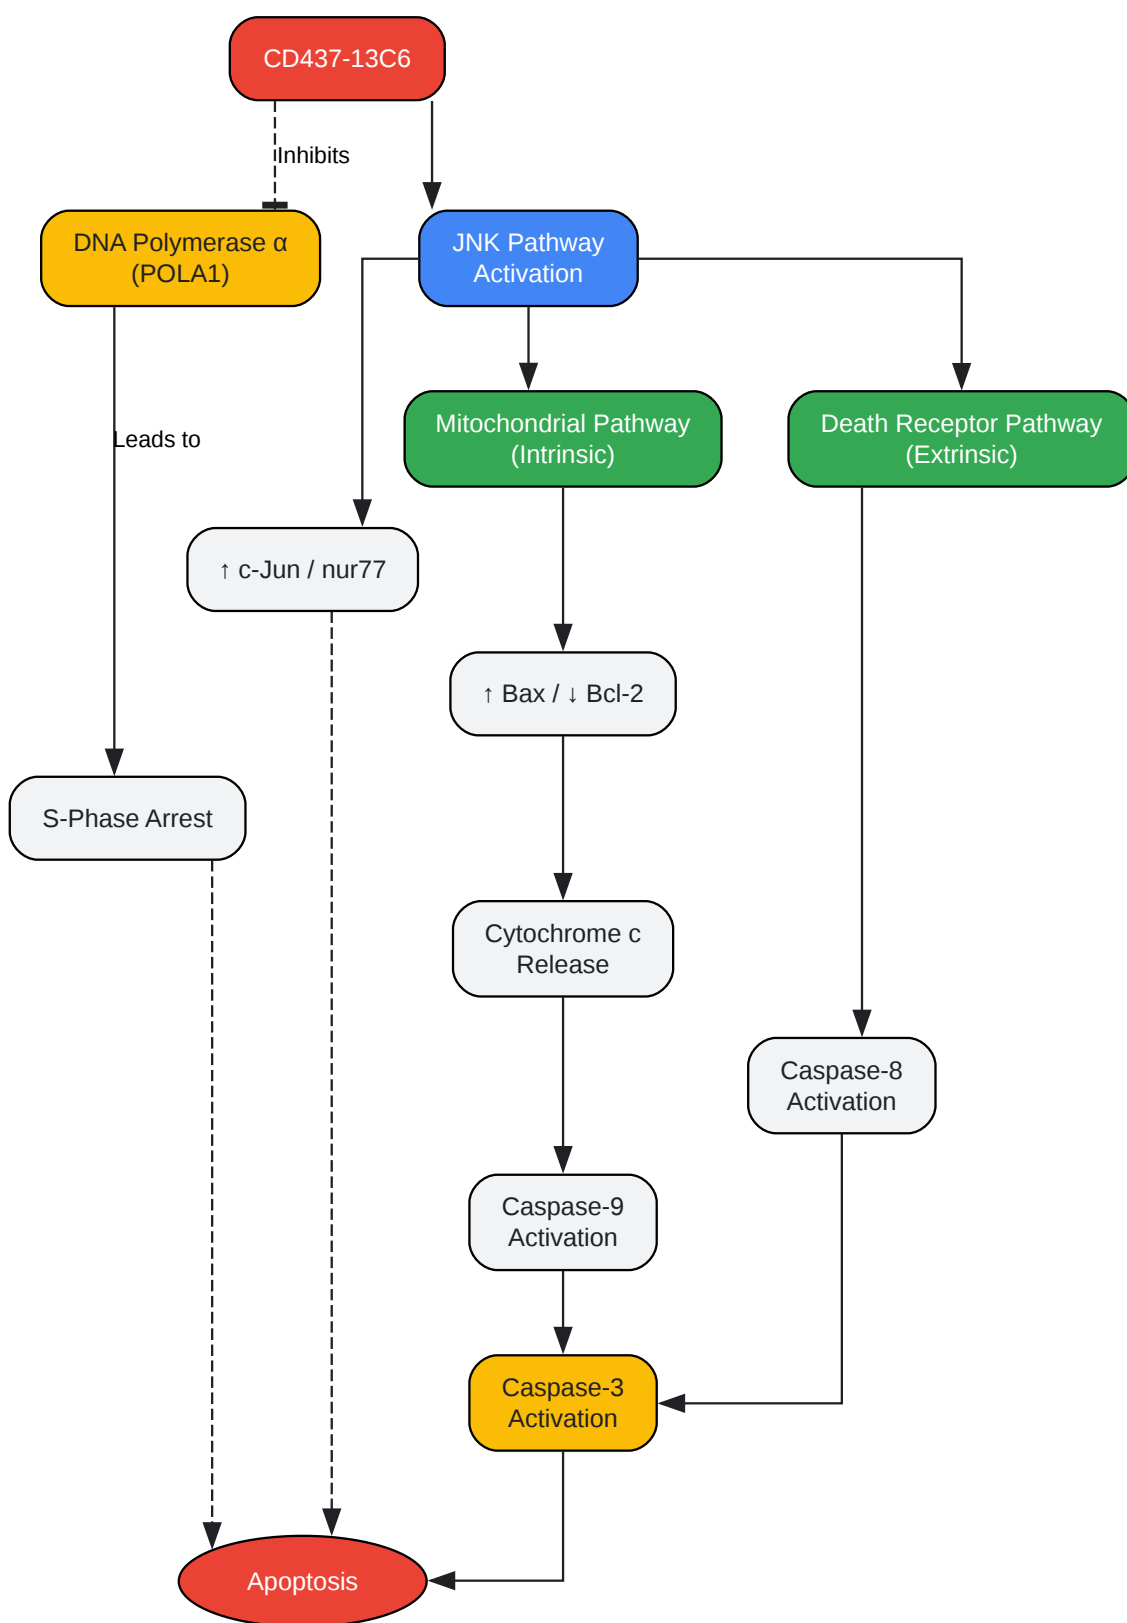 CD437-13C6
Inhibits
DNA Polymerase α
(POLA1)
JNK Pathway
Activation
Mitochondrial Pathway
(Intrinsic)
Death Receptor Pathway
(Extrinsic)
Leads to
↑ c-Jun / nur77
↑ Bax / ↓ Bcl-2
S-Phase Arrest
Cytochrome c
Release
Caspase-8
Activation
Caspase-9
Activation
Caspase-3
Activation
Apoptosis